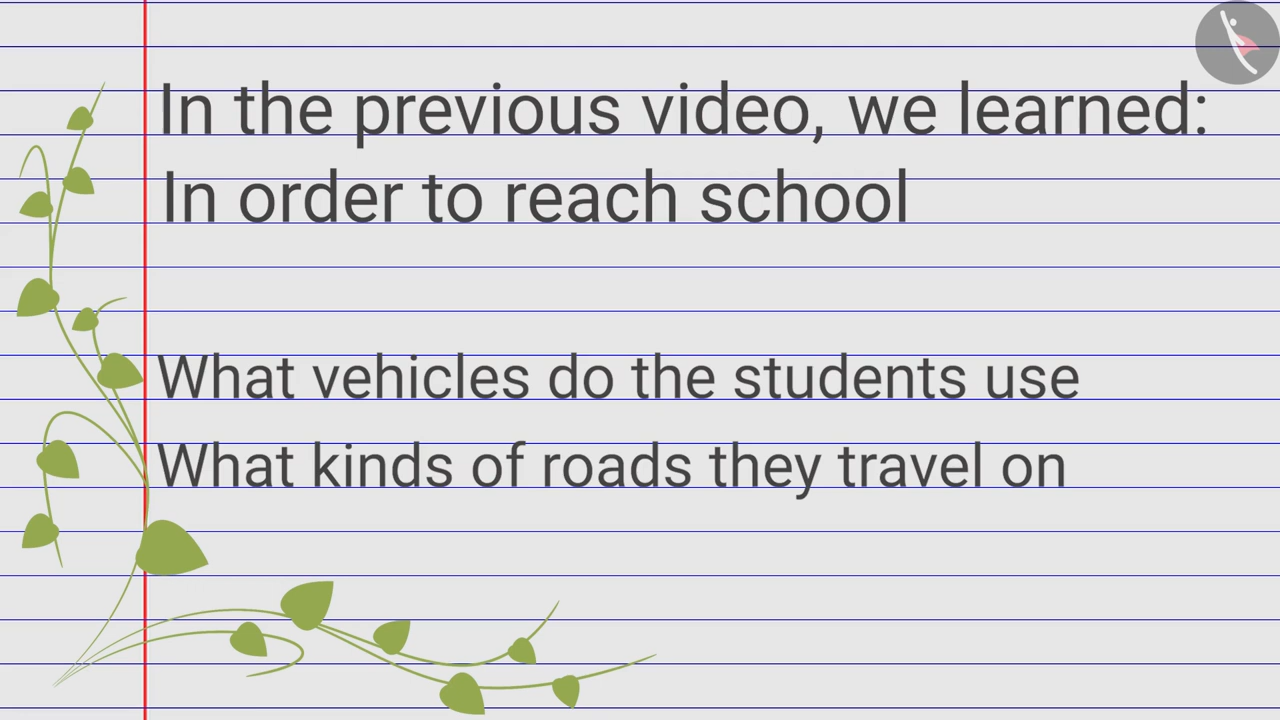 In the previous video, we learned:
In order to reach school
What vehicles do the students use
What kinds of roads they travel on